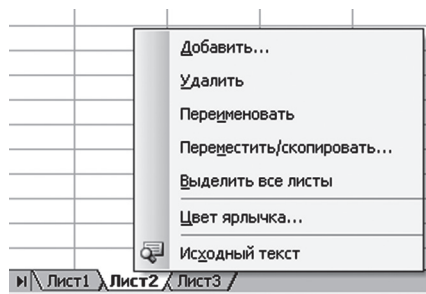 Добавить...
Удалить
Переименовать
Переместить/скопировать...
Выделить все листы
Цвет ярлычка...
Исходный текст
Лист1 Лист2 Лист3